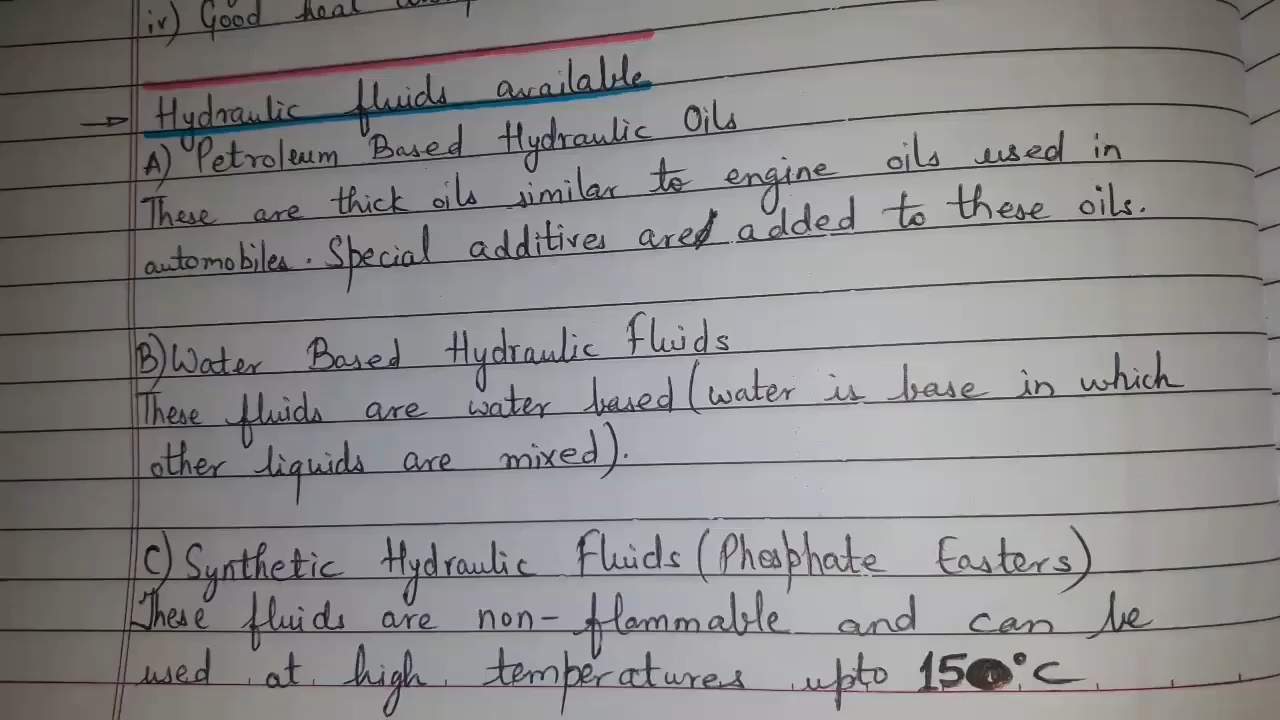 iv) Good heat
→ Hydraulic fluids available
A) Petroleum Based Hydraulic Oils
These are thick oils similar to engine oils used in
automobiles. Special additives are added to these oils.
B) Water Based Hydraulic Fluids
These fluids are water based (water is base in which
other liquids are mixed).
C) Synthetic Hydraulic Fluids (Phosphate Easters)
These fluids are non-flammable and can be
used at high temperatures upto 150°C